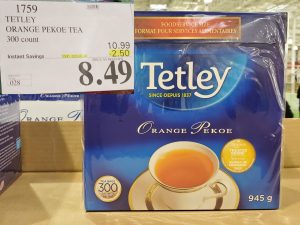 1759
TETLEY
ORANGE PEKOE TEA
300 count
10.99
Instant Savings
-2.50
8.49
028
FOOD SERVICE SIZE
FORMAT POUR SERVICES ALIMENTAIRES
Tetley
SINCE·DEPUIS 1837
ORANGE PEKOE
300
945 g